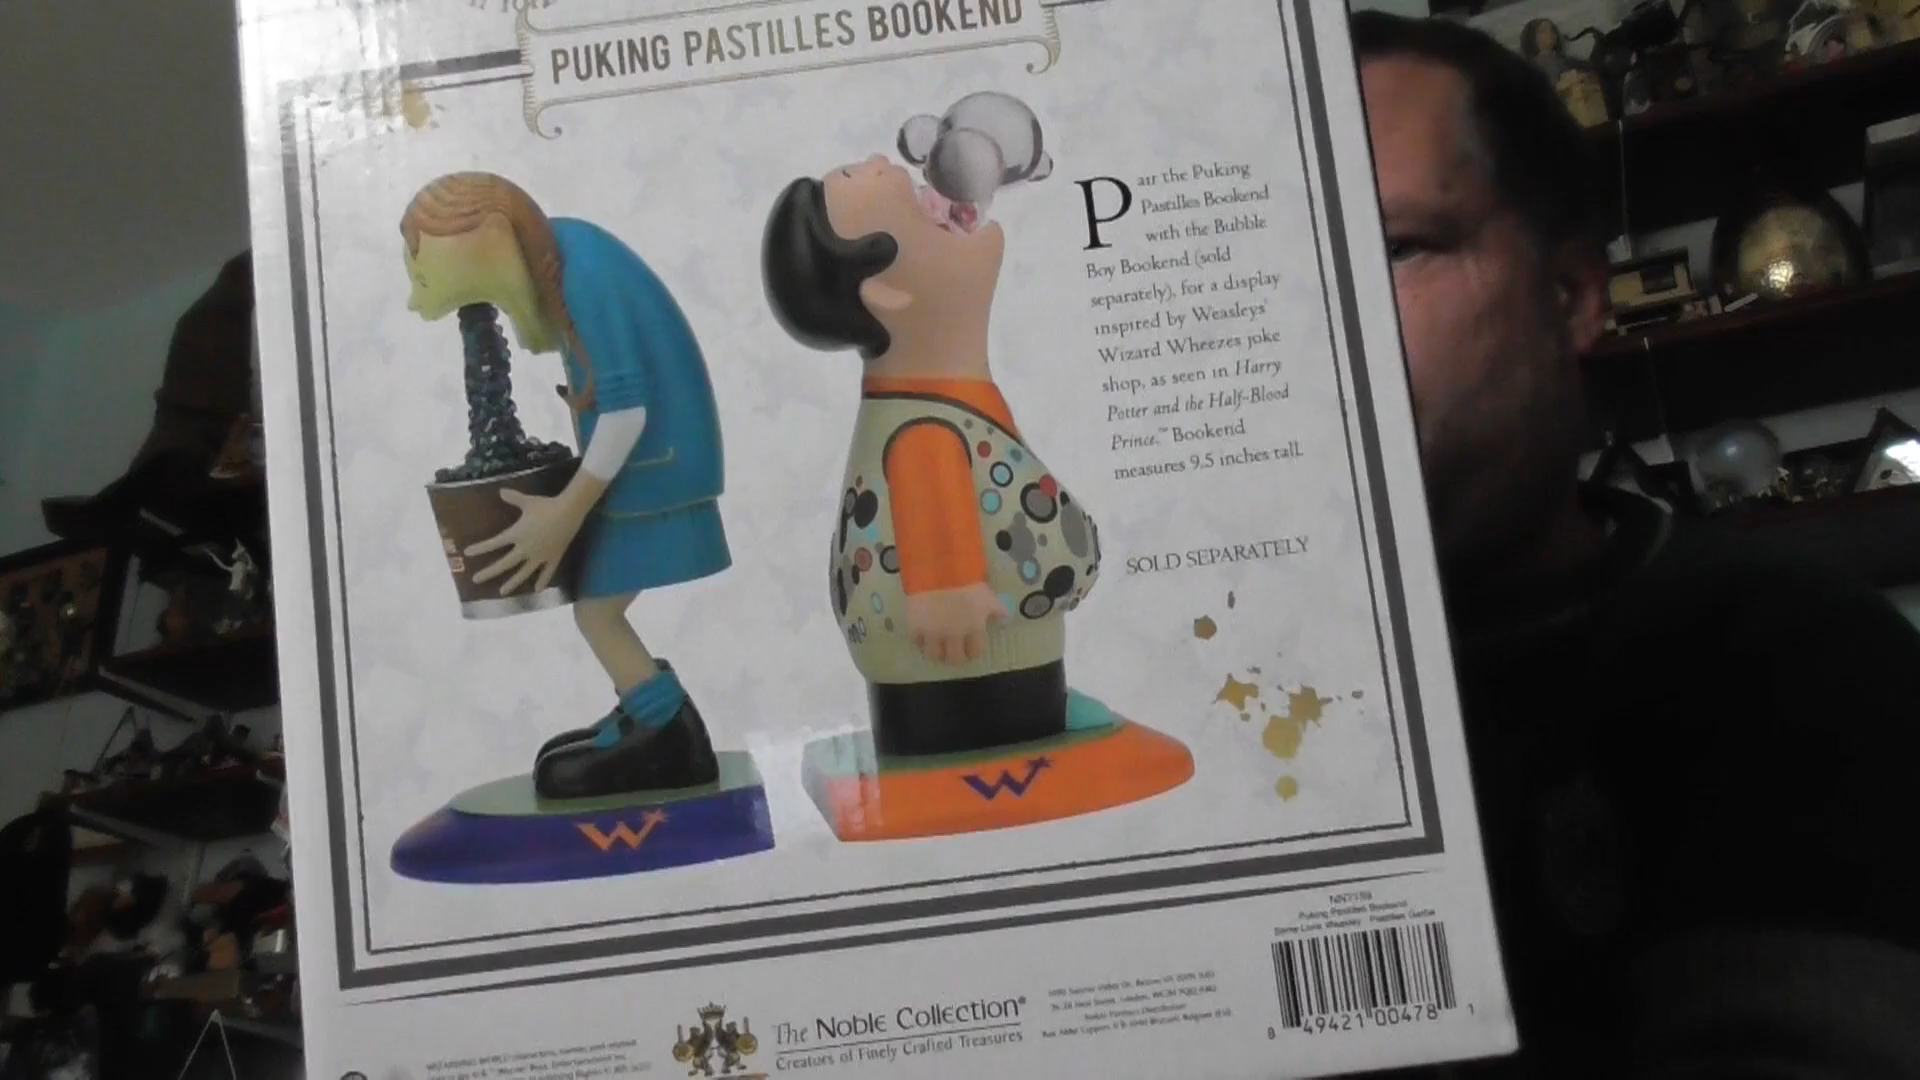 PUKING PASTILLES BOOKEND
Pair the Puking
Pastilles Bookend
with the Bubble
Boy Bookend (sold
separately), for a display
inspired by Weasleys'
Wizard Wheezes joke
shop, as seen in Harry
Potter and the Half-Blood
Prince.™ Bookend
measures 9.5 inches tall.
SOLD SEPARATELY
W
W
NN7159
Puking Pastilles Bookend
The Noble Collection®
Creators of Finely Crafted Treasures
8 49421 00478 1